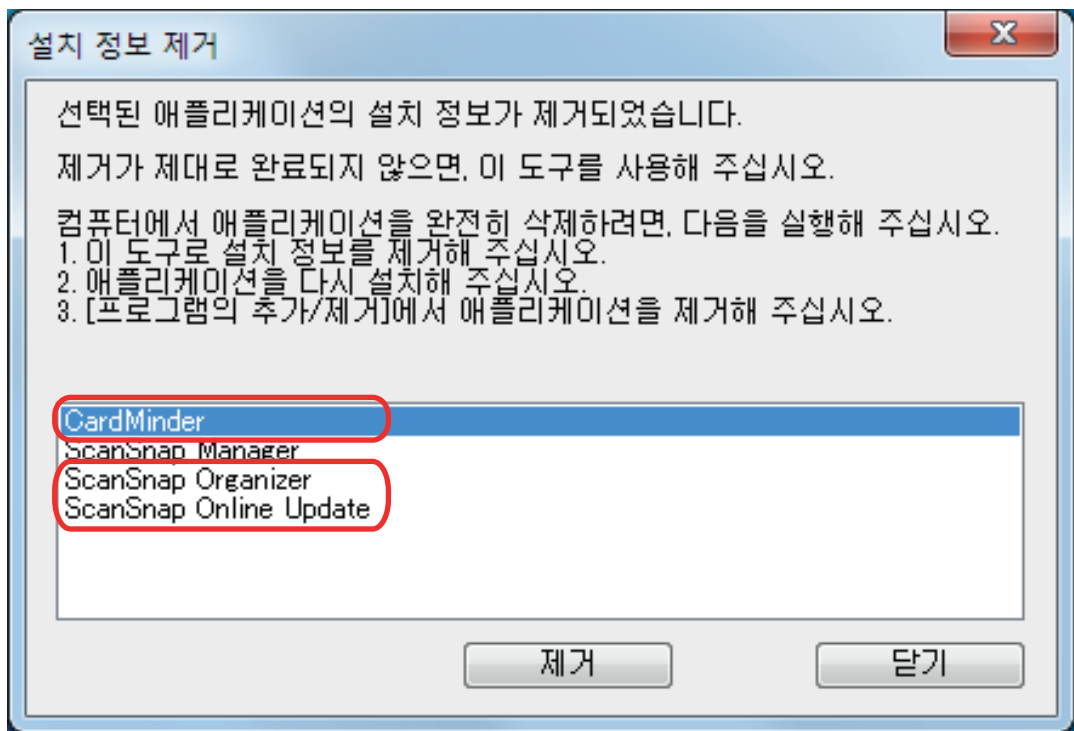 설치 정보 제거
선택된 애플리케이션의 설치 정보가 제거되었습니다.
제거가 제대로 완료되지 않으면, 이 도구를 사용해 주십시오.
컴퓨터에서 애플리케이션을 완전히 삭제하려면, 다음을 실행해 주십시오.
1. 이 도구로 설치 정보를 제거해 주십시오.
2. 애플리케이션을 다시 설치해 주십시오.
3. [프로그램의 추가/제거]에서 애플리케이션을 제거해 주십시오.
CardMinder
ScanSnap Manager
ScanSnap Organizer
ScanSnap Online Update
제거
닫기